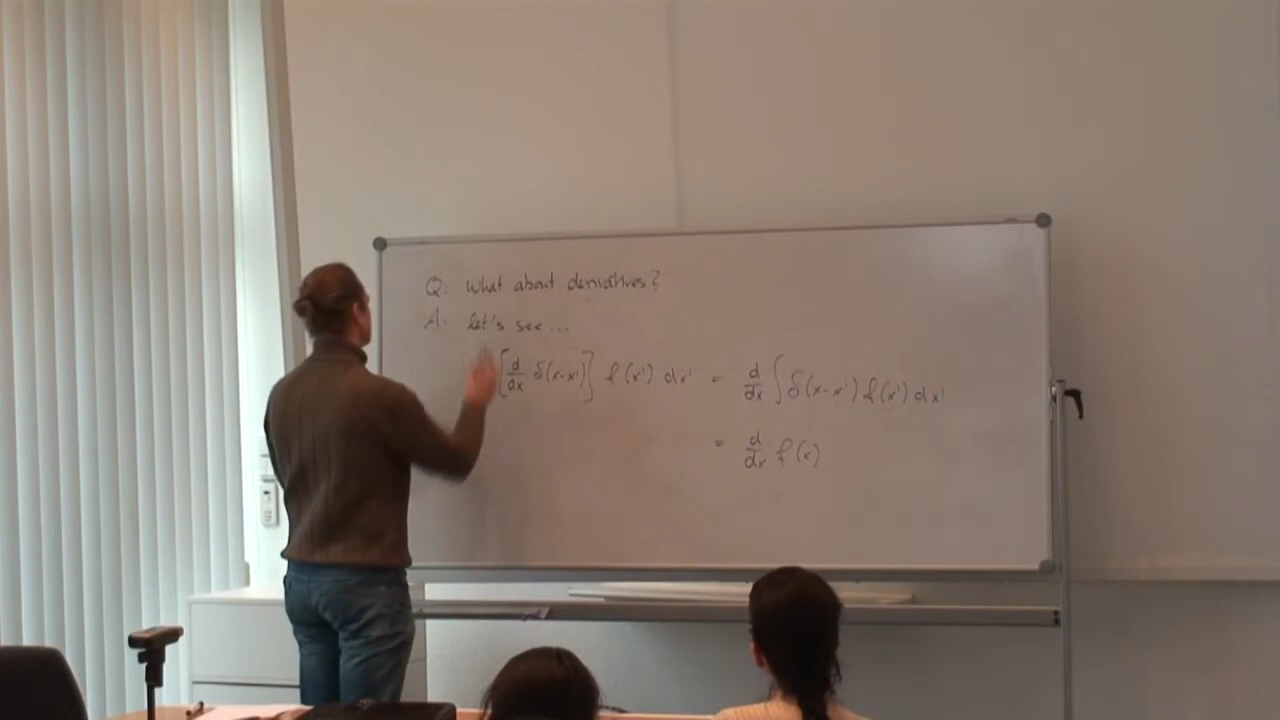 Q: What about derivatives?
A: let's see...
[d/dx δ(x-x')] f(x') dx' = d/dx ∫ δ(x-x') f(x') dx'
= d/dx f(x)